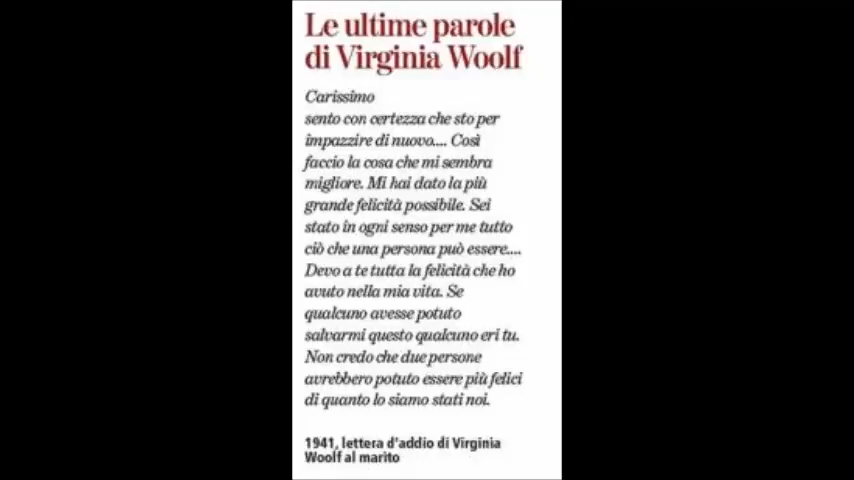 Le ultime parole
di Virginia Woolf
Carissimo
sento con certezza che sto per
impazzire di nuovo.... Così
faccio la cosa che mi sembra
migliore. Mi hai dato la più
grande felicità possibile. Sei
stato in ogni senso per me tutto
ciò che una persona può essere....
Devo a te tutta la felicità che ho
avuto nella mia vita. Se
qualcuno avesse potuto
salvarmi questo qualcuno eri tu.
Non credo che due persone
avrebbero potuto essere più felici
di quanto lo siamo stati noi.
1941, lettera d'addio di Virginia
Woolf al marito